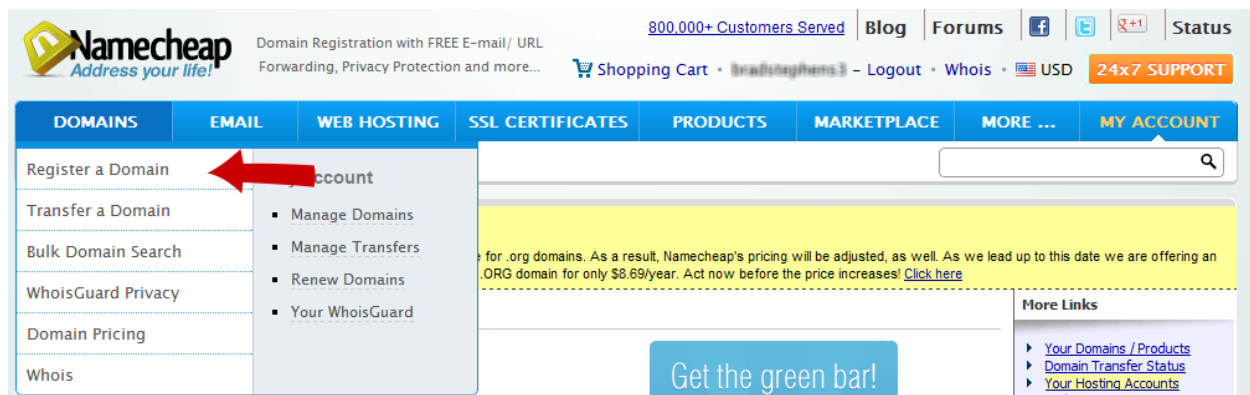 800,000+ Customers Served Blog Forums Status
Namecheap
Address your life!
Domain Registration with FREE E-mail/ URL
Forwarding, Privacy Protection and more...
Shopping Cart • – Logout • Whois • USD 24x7 SUPPORT
DOMAINS EMAIL WEB HOSTING SSL CERTIFICATES PRODUCTS MARKETPLACE MORE ... MY ACCOUNT
Register a Domain
Transfer a Domain
Bulk Domain Search
WhoisGuard Privacy
Domain Pricing
Whois
ccount
Manage Domains
Manage Transfers
Renew Domains
Your WhoisGuard
for .org domains. As a result, Namecheap's pricing will be adjusted, as well. As we lead up to this date we are offering an
.ORG domain for only $8.69/year. Act now before the price increases! Click here
More Links
Your Domains / Products
Domain Transfer Status
Your Hosting Accounts
Get the green bar!